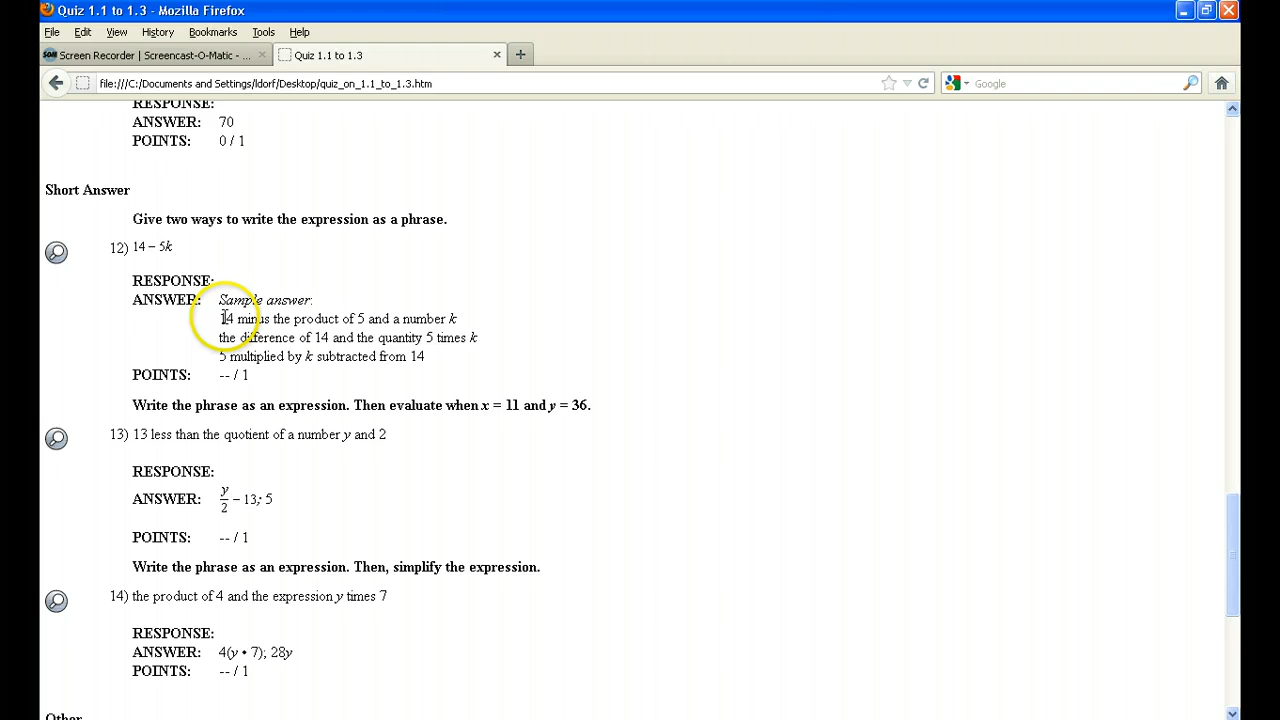 Quiz 1.1 to 1.3 - Mozilla Firefox
File Edit View History Bookmarks Tools Help
SOM Screen Recorder | Screencast-O-Matic - ... Quiz 1.1 to 1.3
file:///C:/Documents and Settings/ldorf/Desktop/quiz_on_1.1_to_1.3.htm Google
RESPONSE:
ANSWER: 70
POINTS: 0 / 1
Short Answer
Give two ways to write the expression as a phrase.
12) 14 − 5k
RESPONSE:
ANSWER: Sample answer:
14 minus the product of 5 and a number k
the difference of 14 and the quantity 5 times k
5 multiplied by k subtracted from 14
POINTS: -- / 1
Write the phrase as an expression. Then evaluate when x = 11 and y = 36.
13) 13 less than the quotient of a number y and 2
RESPONSE:
ANSWER: y/2 − 13; 5
POINTS: -- / 1
Write the phrase as an expression. Then, simplify the expression.
14) the product of 4 and the expression y times 7
RESPONSE:
ANSWER: 4(y • 7); 28y
POINTS: -- / 1
Other